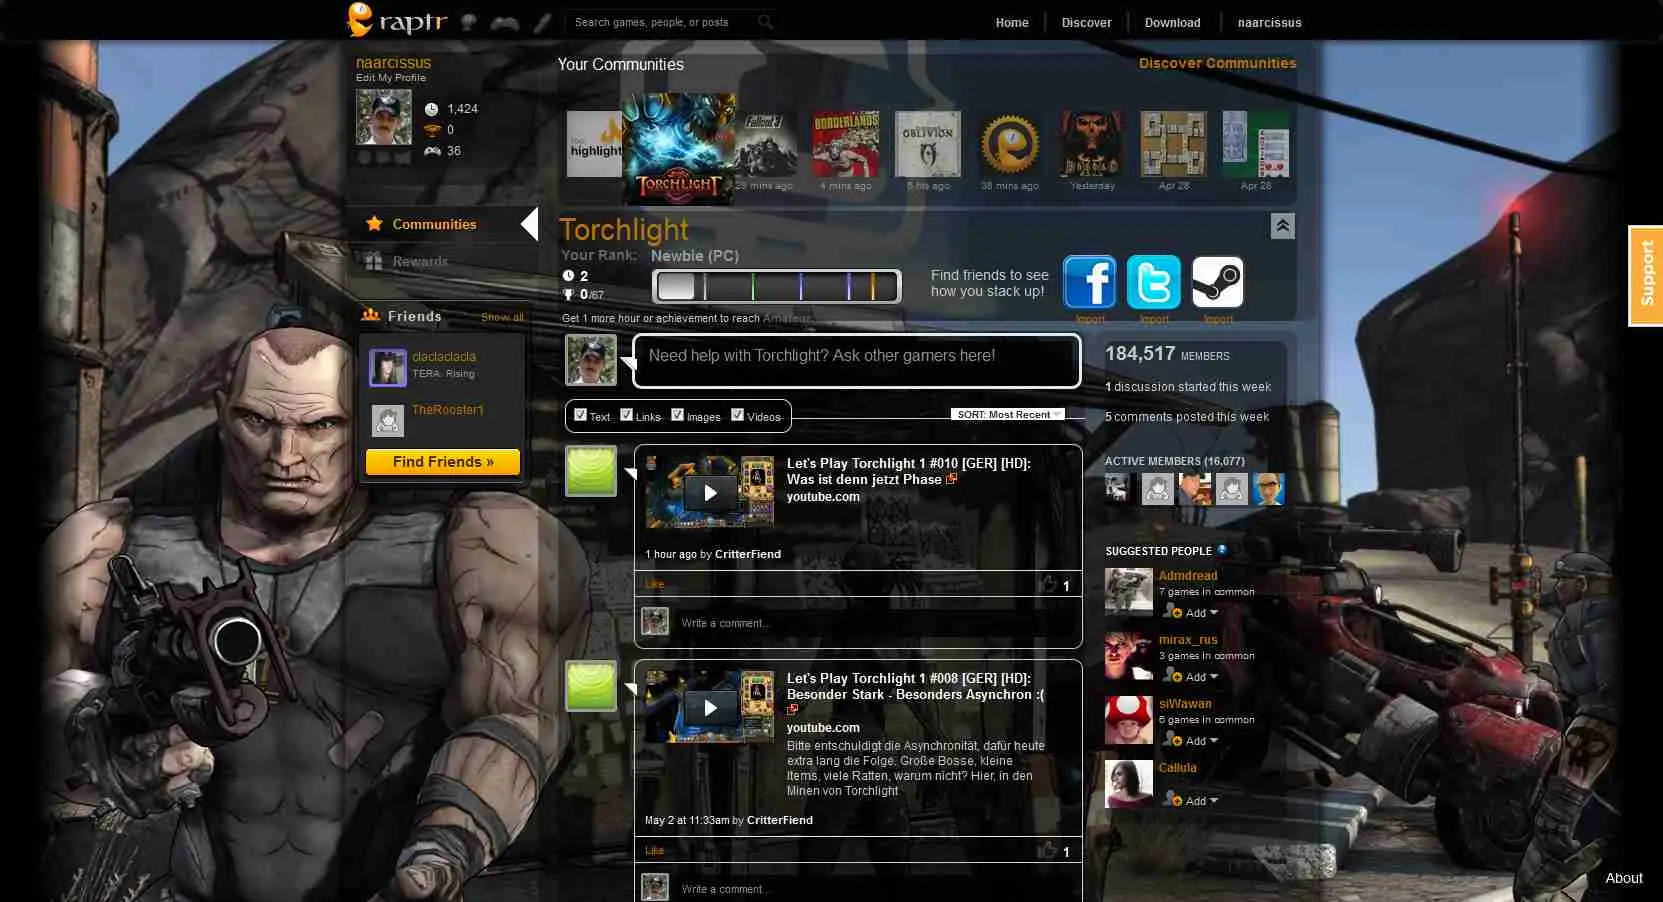 raptr
Search games, people, or posts
Home
Discover
Download
naarcissus
naarcissus
Edit My Profile
1,424
0
36
Communities
Rewards
Friends
Show all
claclaclacla
TERA: Rising
TheRooster1
Find Friends »
Your Communities
Discover Communities
highlight
TORCHLIGHT
Fallout 3
29 mins ago
BORDERLANDS
4 mins ago
OBLIVION
5 hrs ago
38 mins ago
DIABLO
Yesterday
Apr 28
Apr 28
Torchlight
Your Rank:
Newbie (PC)
2
0/67
Get 1 more hour or achievement to reach Amateur.
Find friends to see
how you stack up!
Import
Import
Import
Need help with Torchlight? Ask other gamers here!
Text
Links
Images
Videos
SORT: Most Recent
Let's Play Torchlight 1 #010 [GER] [HD]:
Was ist denn jetzt Phase
youtube.com
1 hour ago by CritterFiend
Like
1
Write a comment...
Let's Play Torchlight 1 #008 [GER] [HD]:
Besonder Stark - Besonders Asynchron :(
youtube.com
Bitte entschuldigt die Asynchronität, dafür heute
extra lang die Folge. Große Bosse, kleine
Items, viele Ratten, warum nicht? Hier, in den
Minen von Torchlight
May 2 at 11:33am by CritterFiend
Like
1
Write a comment...
184,517 MEMBERS
1 discussion started this week
5 comments posted this week
ACTIVE MEMBERS (16,077)
SUGGESTED PEOPLE
?
Admdread
7 games in common
Add
mirax_rus
3 games in common
Add
siWawan
6 games in common
Add
Callula
Add
Support
About